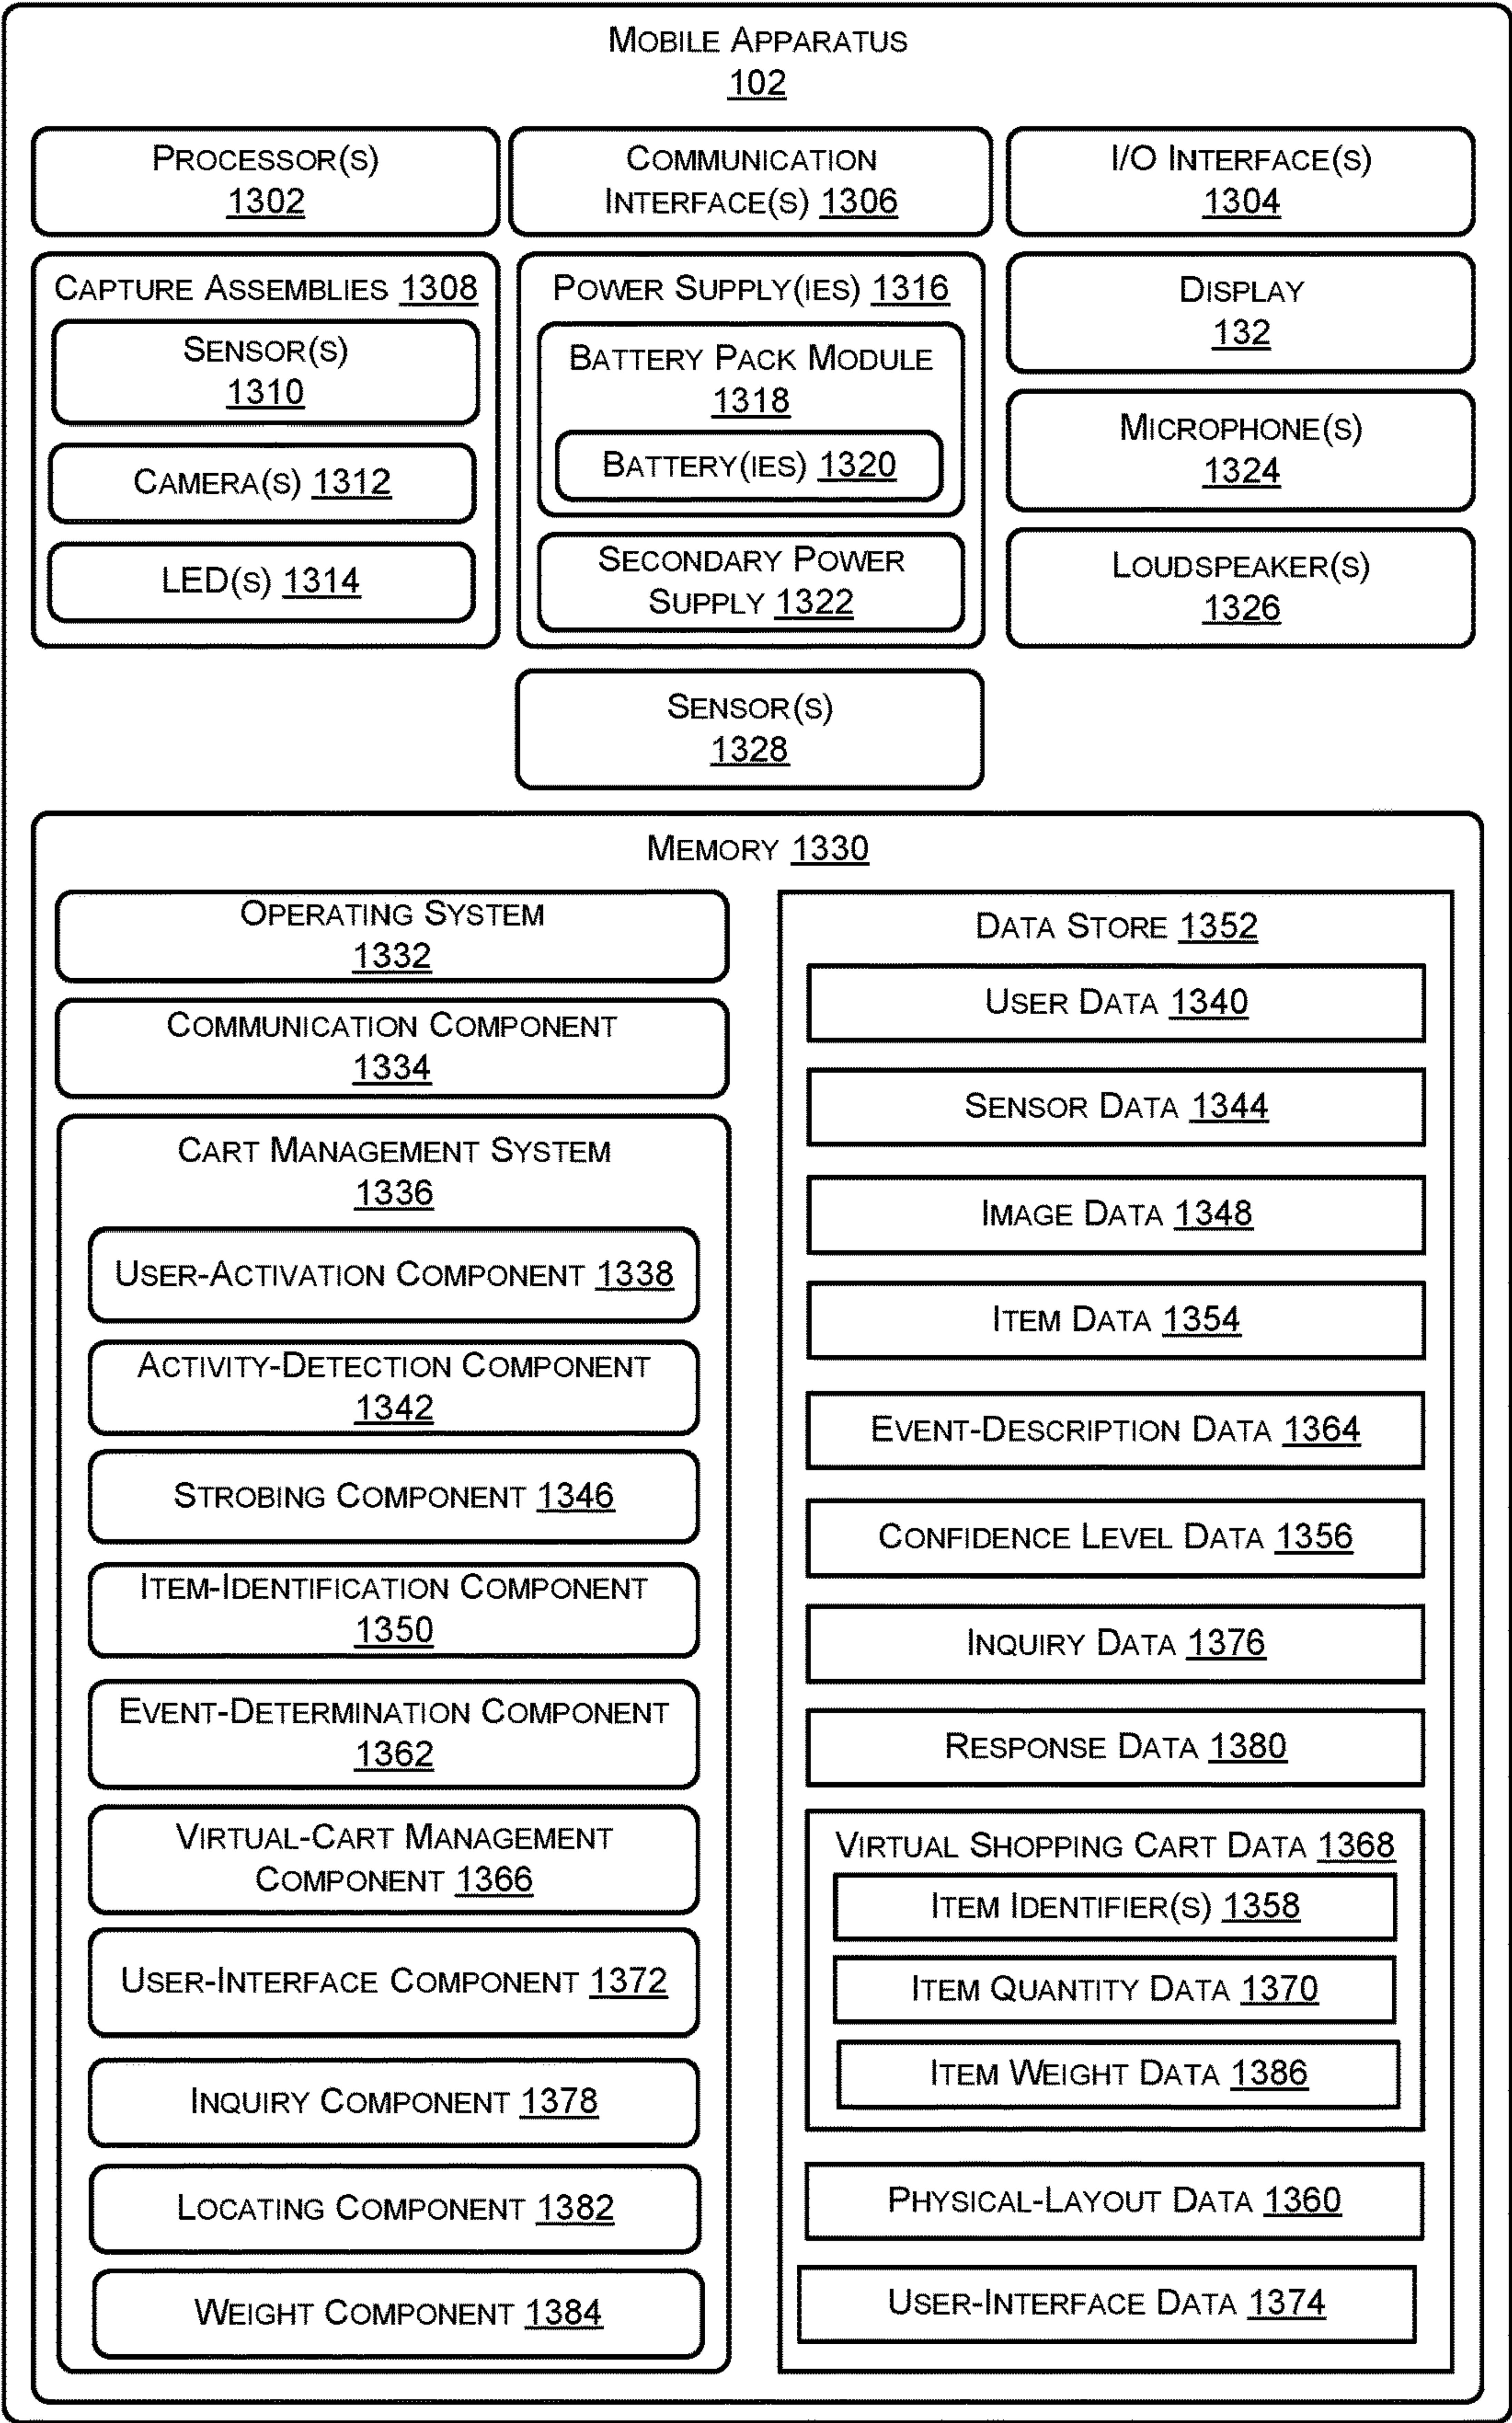 MOBILE APPARATUS
102
PROCESSOR(S)
1302
COMMUNICATION
INTERFACE(S) 1306
I/O INTERFACE(S)
1304
CAPTURE ASSEMBLIES 1308
SENSOR(S)
1310
CAMERA(S) 1312
LED(S) 1314
POWER SUPPLY(IES) 1316
BATTERY PACK MODULE
1318
BATTERY(IES) 1320
SECONDARY POWER
SUPPLY 1322
DISPLAY
132
MICROPHONE(S)
1324
LOUDSPEAKER(S)
1326
SENSOR(S)
1328
MEMORY 1330
OPERATING SYSTEM
1332
COMMUNICATION COMPONENT
1334
CART MANAGEMENT SYSTEM
1336
USER-ACTIVATION COMPONENT 1338
ACTIVITY-DETECTION COMPONENT
1342
STROBING COMPONENT 1346
ITEM-IDENTIFICATION COMPONENT
1350
EVENT-DETERMINATION COMPONENT
1362
VIRTUAL-CART MANAGEMENT
COMPONENT 1366
USER-INTERFACE COMPONENT 1372
INQUIRY COMPONENT 1378
LOCATING COMPONENT 1382
WEIGHT COMPONENT 1384
DATA STORE 1352
USER DATA 1340
SENSOR DATA 1344
IMAGE DATA 1348
ITEM DATA 1354
EVENT-DESCRIPTION DATA 1364
CONFIDENCE LEVEL DATA 1356
INQUIRY DATA 1376
RESPONSE DATA 1380
VIRTUAL SHOPPING CART DATA 1368
ITEM IDENTIFIER(S) 1358
ITEM QUANTITY DATA 1370
ITEM WEIGHT DATA 1386
PHYSICAL-LAYOUT DATA 1360
USER-INTERFACE DATA 1374